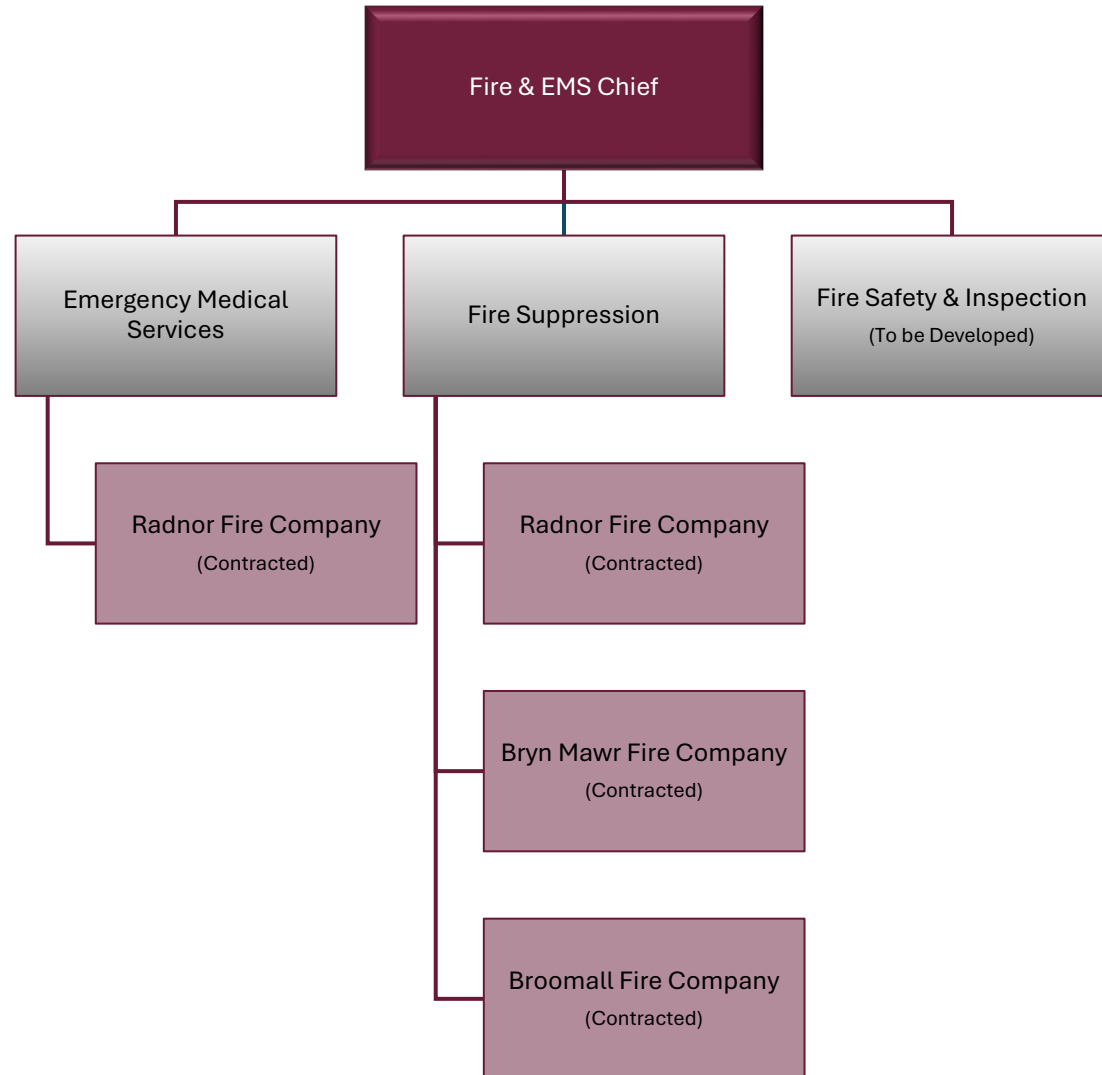 Fire & EMS Chief
Emergency Medical
Services
Fire Suppression
Fire Safety & Inspection
(To be Developed)
Radnor Fire Company
(Contracted)
Radnor Fire Company
(Contracted)
Bryn Mawr Fire Company
(Contracted)
Broomall Fire Company
(Contracted)